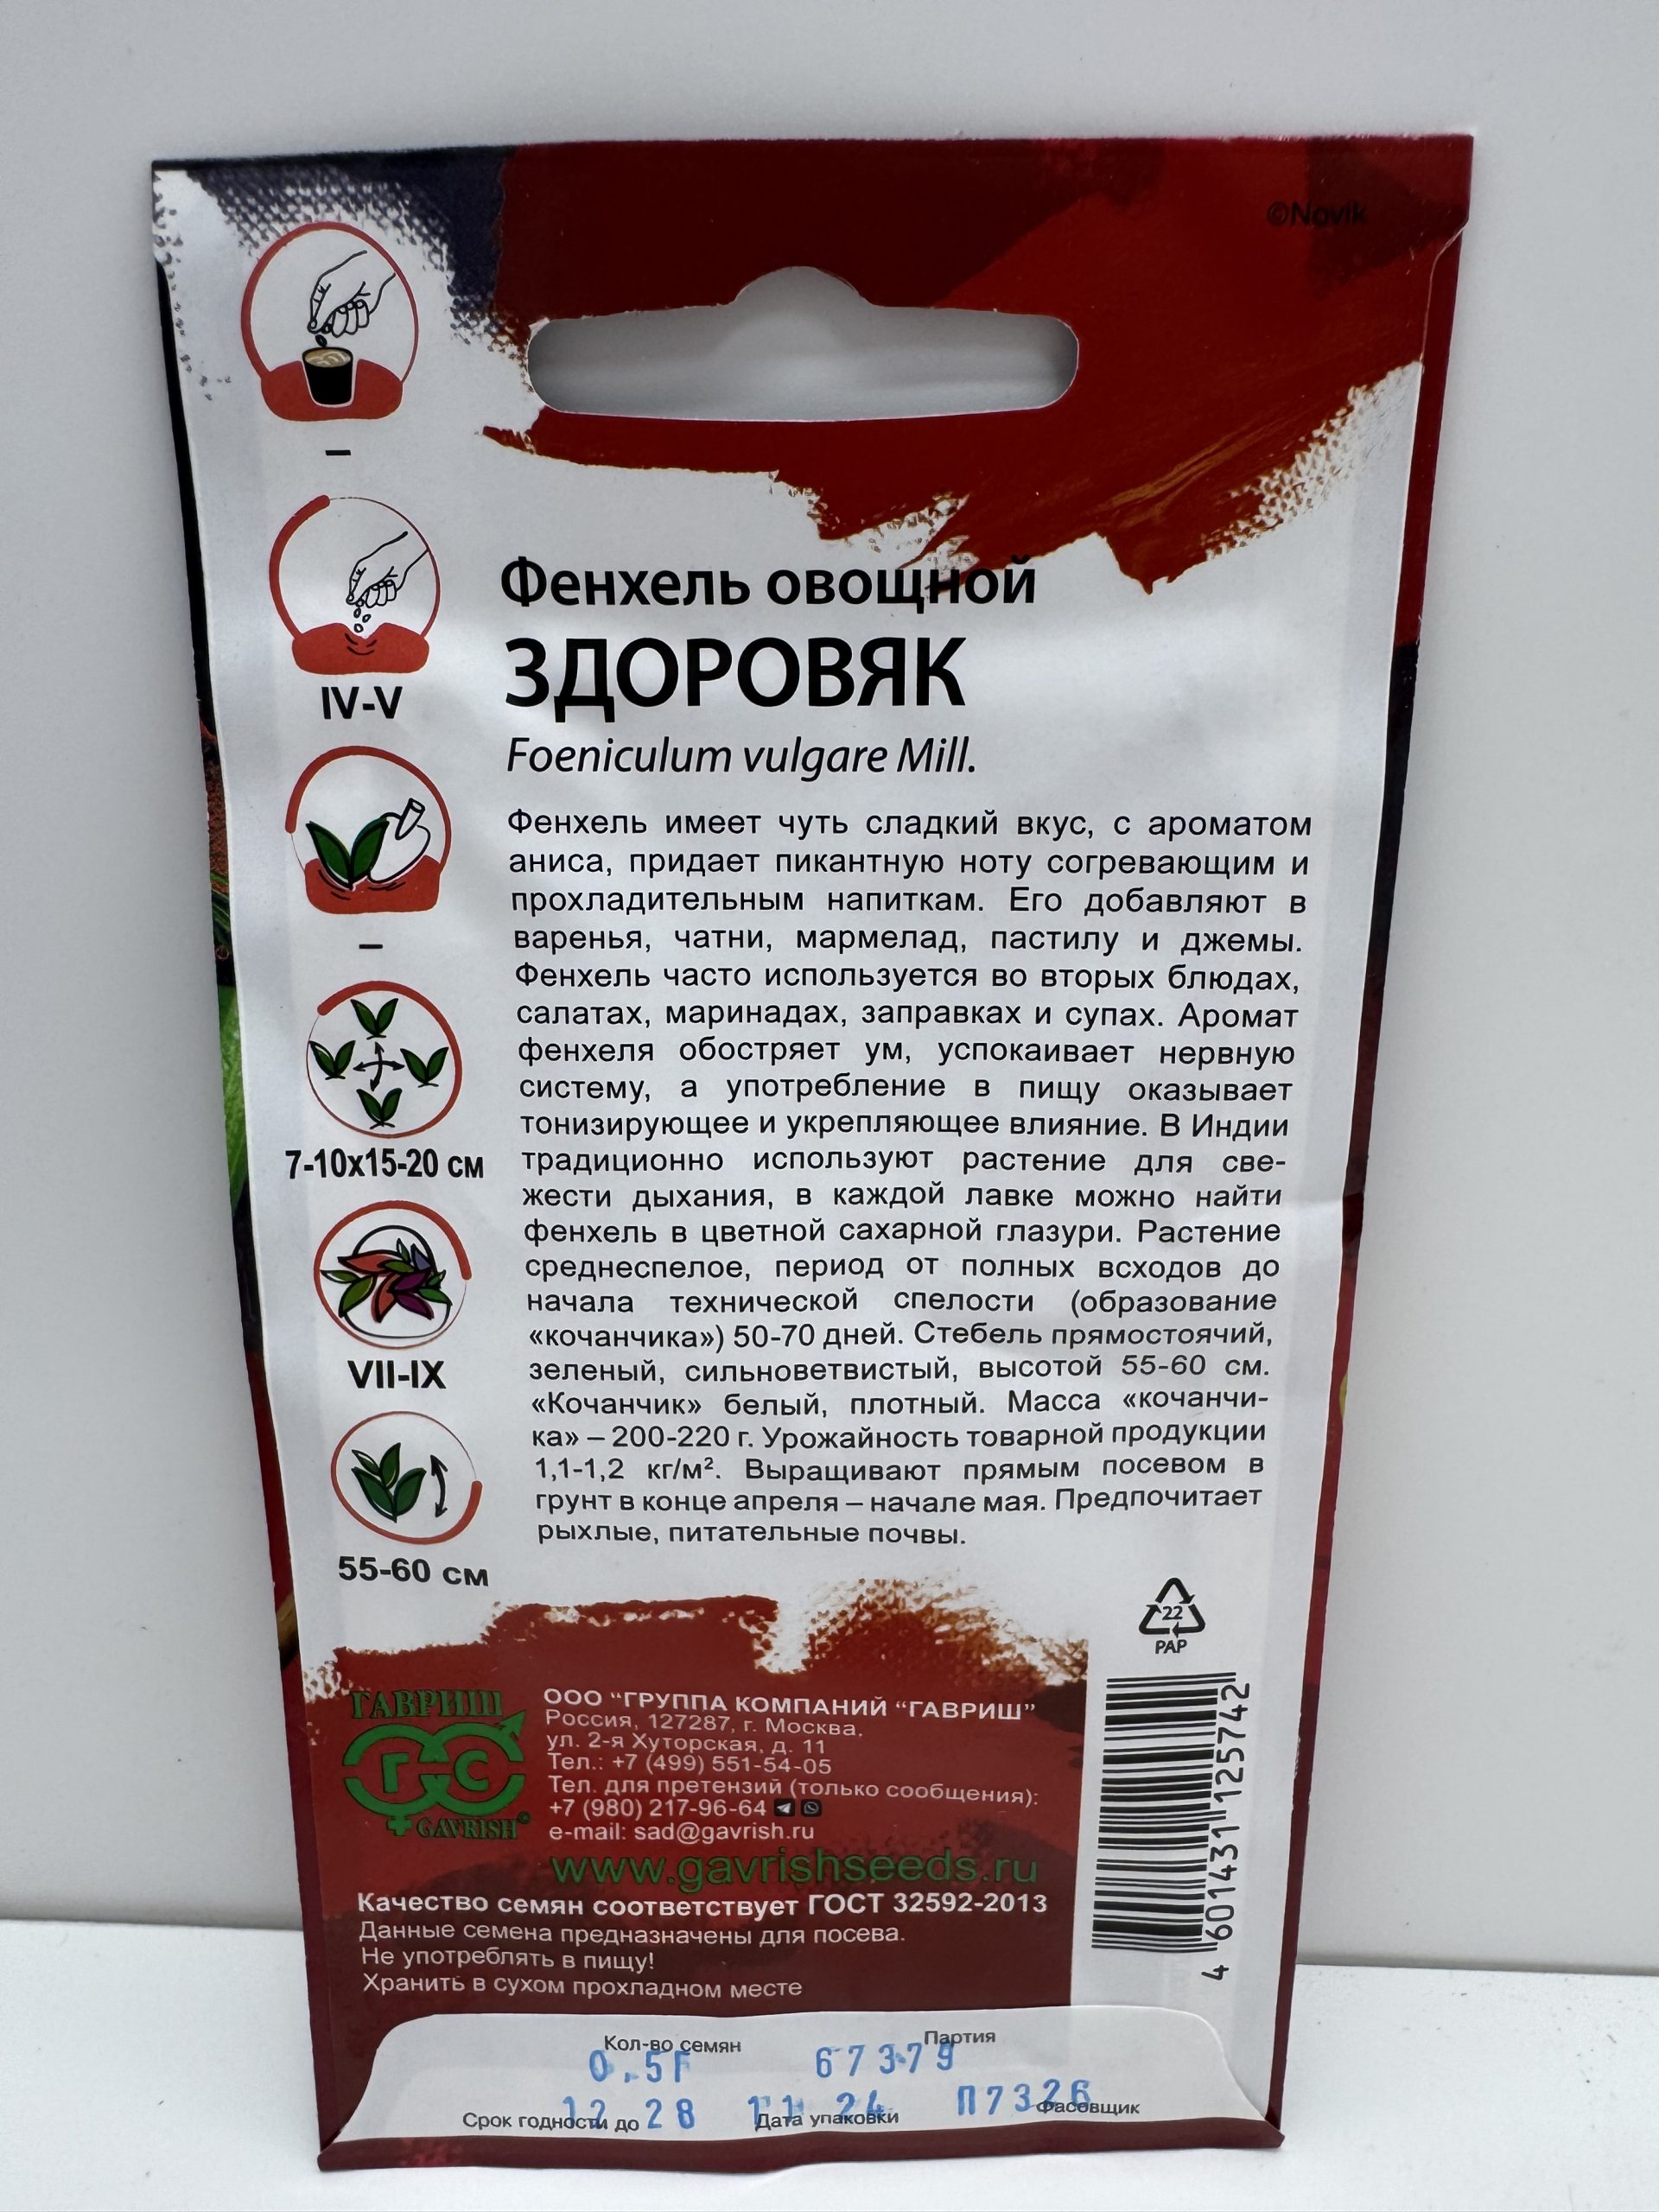 ©Novik
–
IV-V
–
7-10х15-20 см
VII-IX
55-60 см
Фенхель овощной
ЗДОРОВЯК
Foeniculum vulgare Mill.
Фенхель имеет чуть сладкий вкус, с ароматом
аниса, придает пикантную ноту согревающим и
прохладительным напиткам. Его добавляют в
варенья, чатни, мармелад, пастилу и джемы.
Фенхель часто используется во вторых блюдах,
салатах, маринадах, заправках и супах. Аромат
фенхеля обостряет ум, успокаивает нервную
систему, а употребление в пищу оказывает
тонизирующее и укрепляющее влияние. В Индии
традиционно используют растение для све-
жести дыхания, в каждой лавке можно найти
фенхель в цветной сахарной глазури. Растение
среднеспелое, период от полных всходов до
начала технической спелости (образование
«кочанчика») 50-70 дней. Стебель прямостоячий,
зеленый, сильноветвистый, высотой 55-60 см.
«Кочанчик» белый, плотный. Масса «кочанчи-
ка» – 200-220 г. Урожайность товарной продукции
1,1-1,2 кг/м². Выращивают прямым посевом в
грунт в конце апреля – начале мая. Предпочитает
рыхлые, питательные почвы.
22
PAP
ГАВРИШ
ГС
GAVRISH®
ООО "ГРУППА КОМПАНИЙ "ГАВРИШ"
Россия, 127287, г. Москва,
ул. 2-я Хуторская, д. 11
Тел.: +7 (499) 551-54-05
Тел. для претензий (только сообщения):
+7 (980) 217-96-64
e-mail: sad@gavrish.ru
www.gavrishseeds.ru
Качество семян соответствует ГОСТ 32592-2013
Данные семена предназначены для посева.
Не употреблять в пищу!
Хранить в сухом прохладном месте
4 601431 125742
Кол-во семян Партия
0.5Г 67379
12 28 11 24 П7326
Срок годности до Дата упаковки Фасовщик